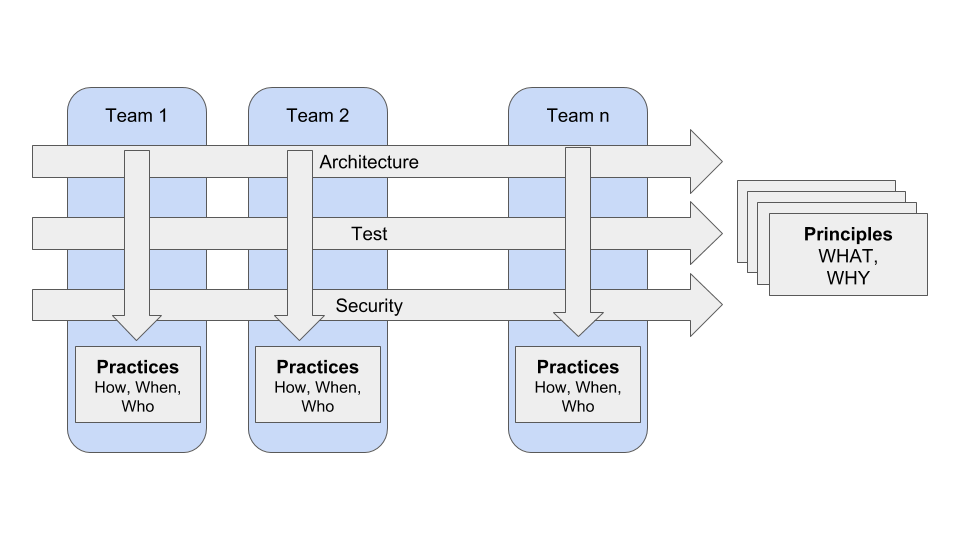 Team 1
Team 2
Team n
Architecture
Test
Security
Principles
WHAT,
WHY
Practices
How, When,
Who
Practices
How, When,
Who
Practices
How, When,
Who